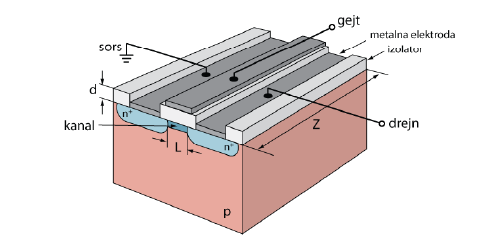 gejt
metalna elektroda
izolator
sors
d
n⁺
kanal
L
n⁺
Z
drejn
p